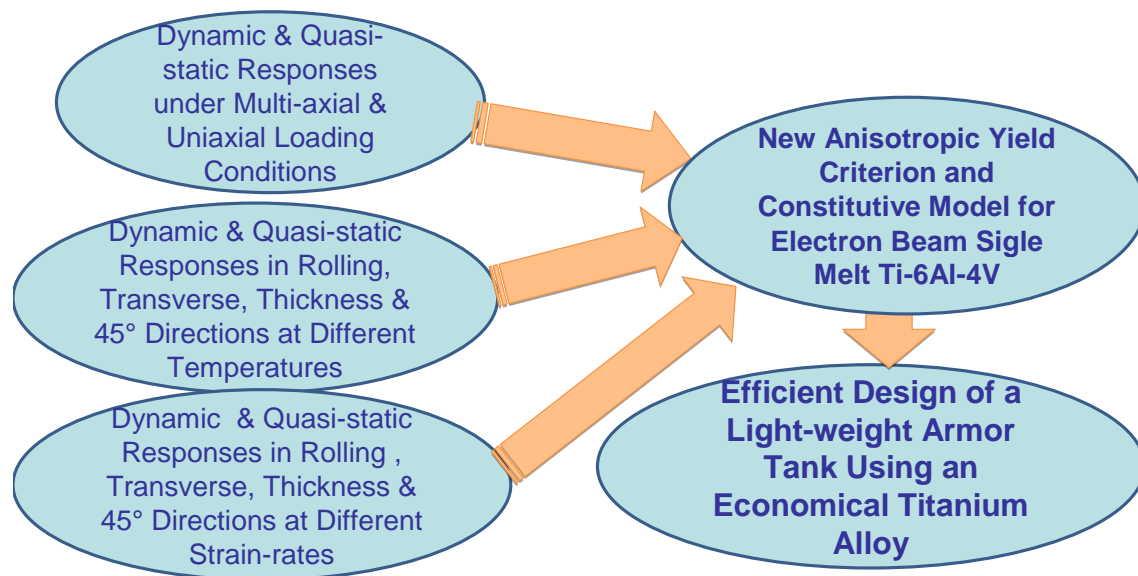 Dynamic & Quasi-
static Responses
under Multi-axial &
Uniaxial Loading
Conditions
Dynamic & Quasi-static
Responses in Rolling,
Transverse, Thickness &
45° Directions at Different
Temperatures
Dynamic & Quasi-static
Responses in Rolling ,
Transverse, Thickness &
45° Directions at Different
Strain-rates
New Anisotropic Yield
Criterion and
Constitutive Model for
Electron Beam Sigle
Melt Ti-6Al-4V
Efficient Design of a
Light-weight Armor
Tank Using an
Economical Titanium
Alloy